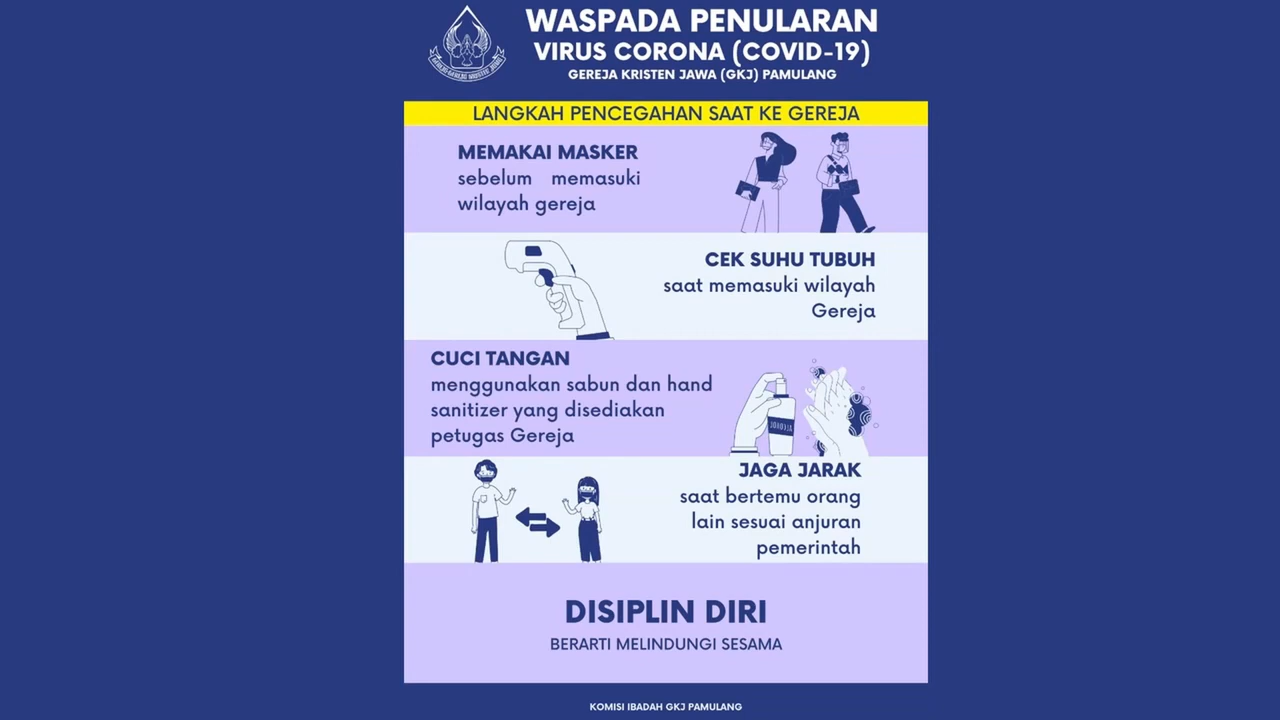 WASPADA PENULARAN
VIRUS CORONA (COVID-19)
GEREJA KRISTEN JAWA (GKJ) PAMULANG
LANGKAH PENCEGAHAN SAAT KE GEREJA
MEMAKAI MASKER
sebelum memasuki
wilayah gereja
CEK SUHU TUBUH
saat memasuki wilayah
Gereja
CUCI TANGAN
menggunakan sabun dan hand
sanitizer yang disediakan
petugas Gereja
JAGA JARAK
saat bertemu orang
lain sesuai anjuran
pemerintah
DISIPLIN DIRI
BERARTI MELINDUNGI SESAMA
KOMISI IBADAH GKJ PAMULANG